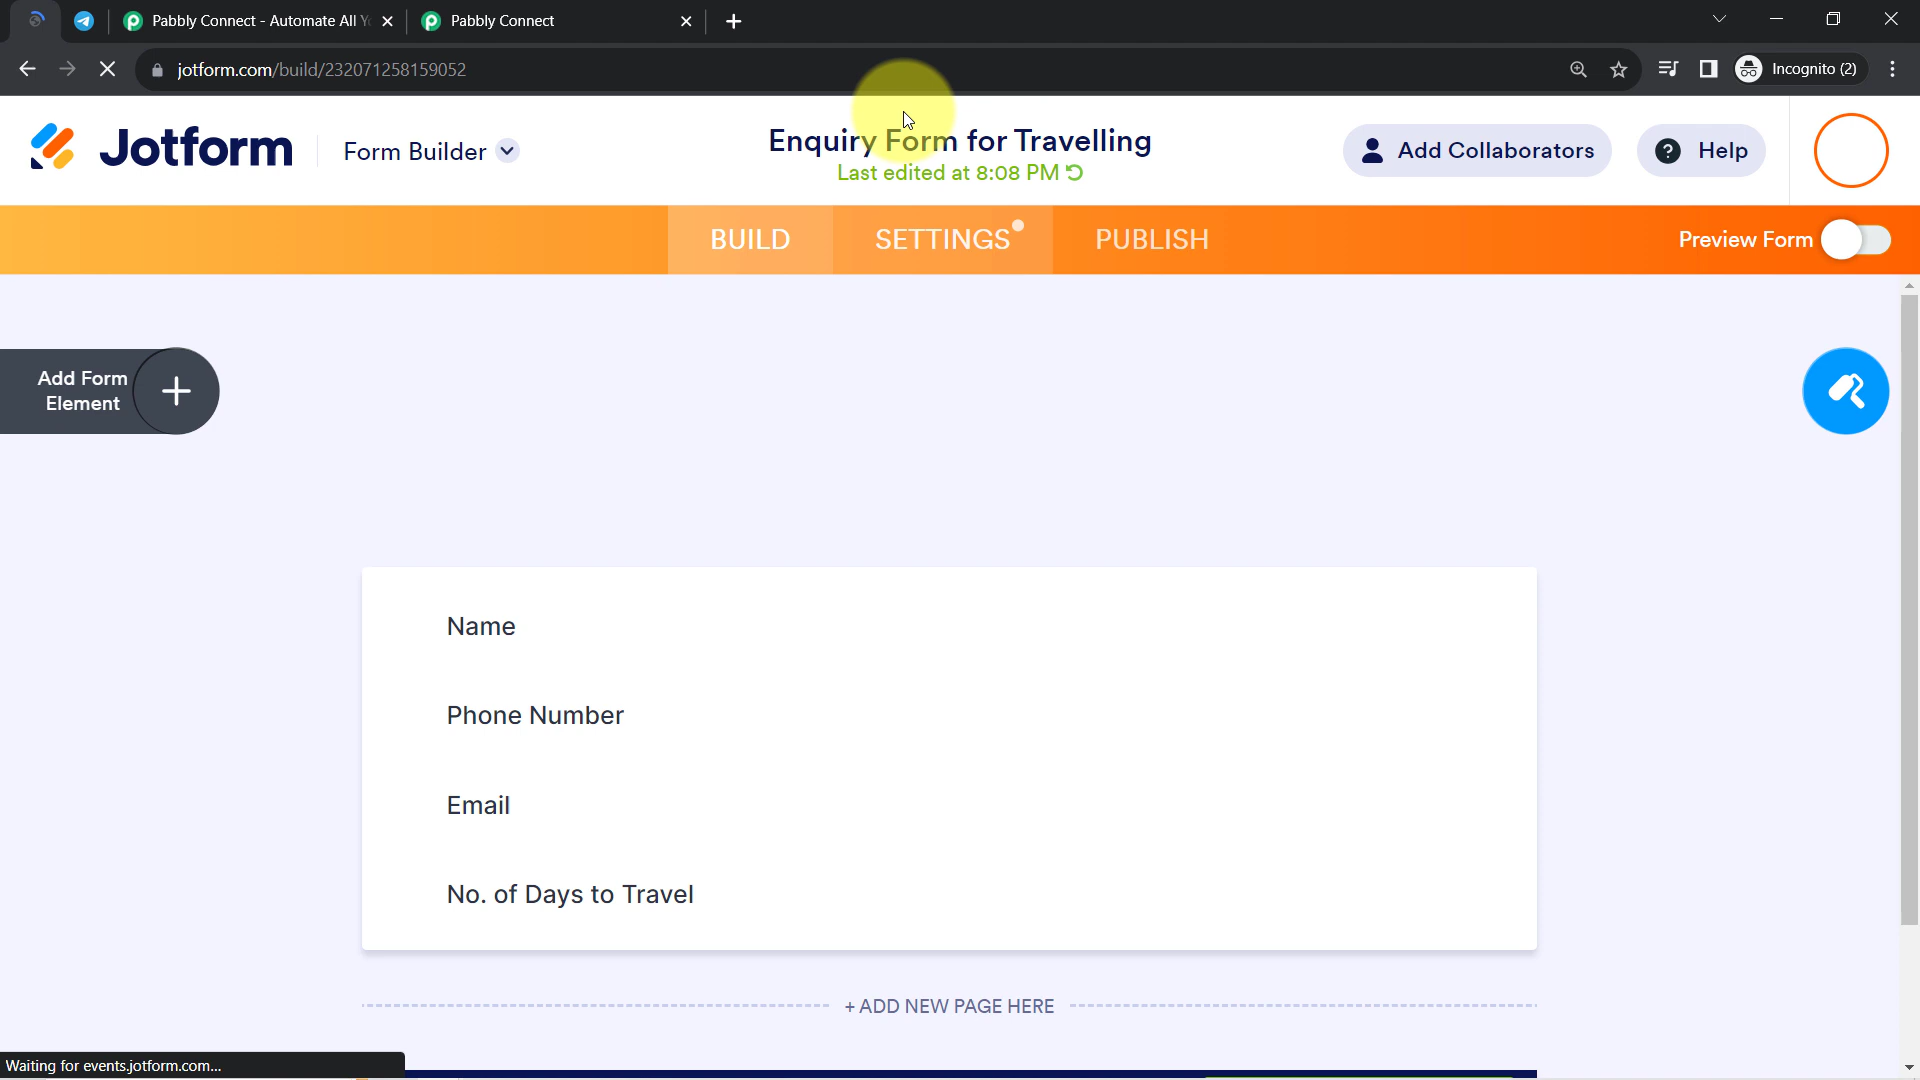 Pabbly Connect - Automate All Y
Pabbly Connect
jotform.com/build/232071258159052
Incognito (2)
Jotform
Form Builder
Enquiry Form for Travelling
Last edited at 8:08 PM
Add Collaborators
Help
BUILD
SETTINGS
PUBLISH
Preview Form
Add Form
Element
Name
Phone Number
Email
No. of Days to Travel
+ ADD NEW PAGE HERE
Waiting for events.jotform.com...